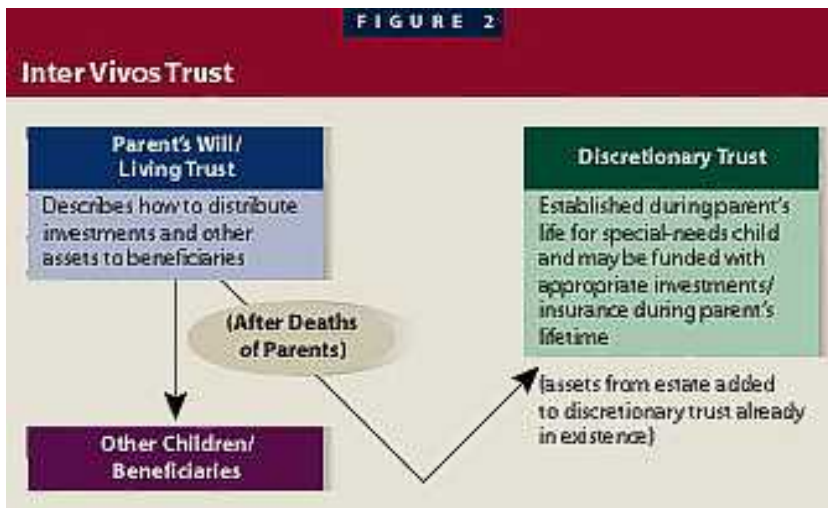 FIGURE 2
Inter Vivos Trust
Parent's Will/
Living Trust
Describes how to distribute
investments and other
assets to beneficiaries
Discretionary Trust
Established during parent's
life for special-needs child
and may be funded with
appropriate investments/
insurance during parent's
lifetime
(After Deaths
of Parents)
(assets from estate added
to discretionary trust already
in existence)
Other Children/
Beneficiaries